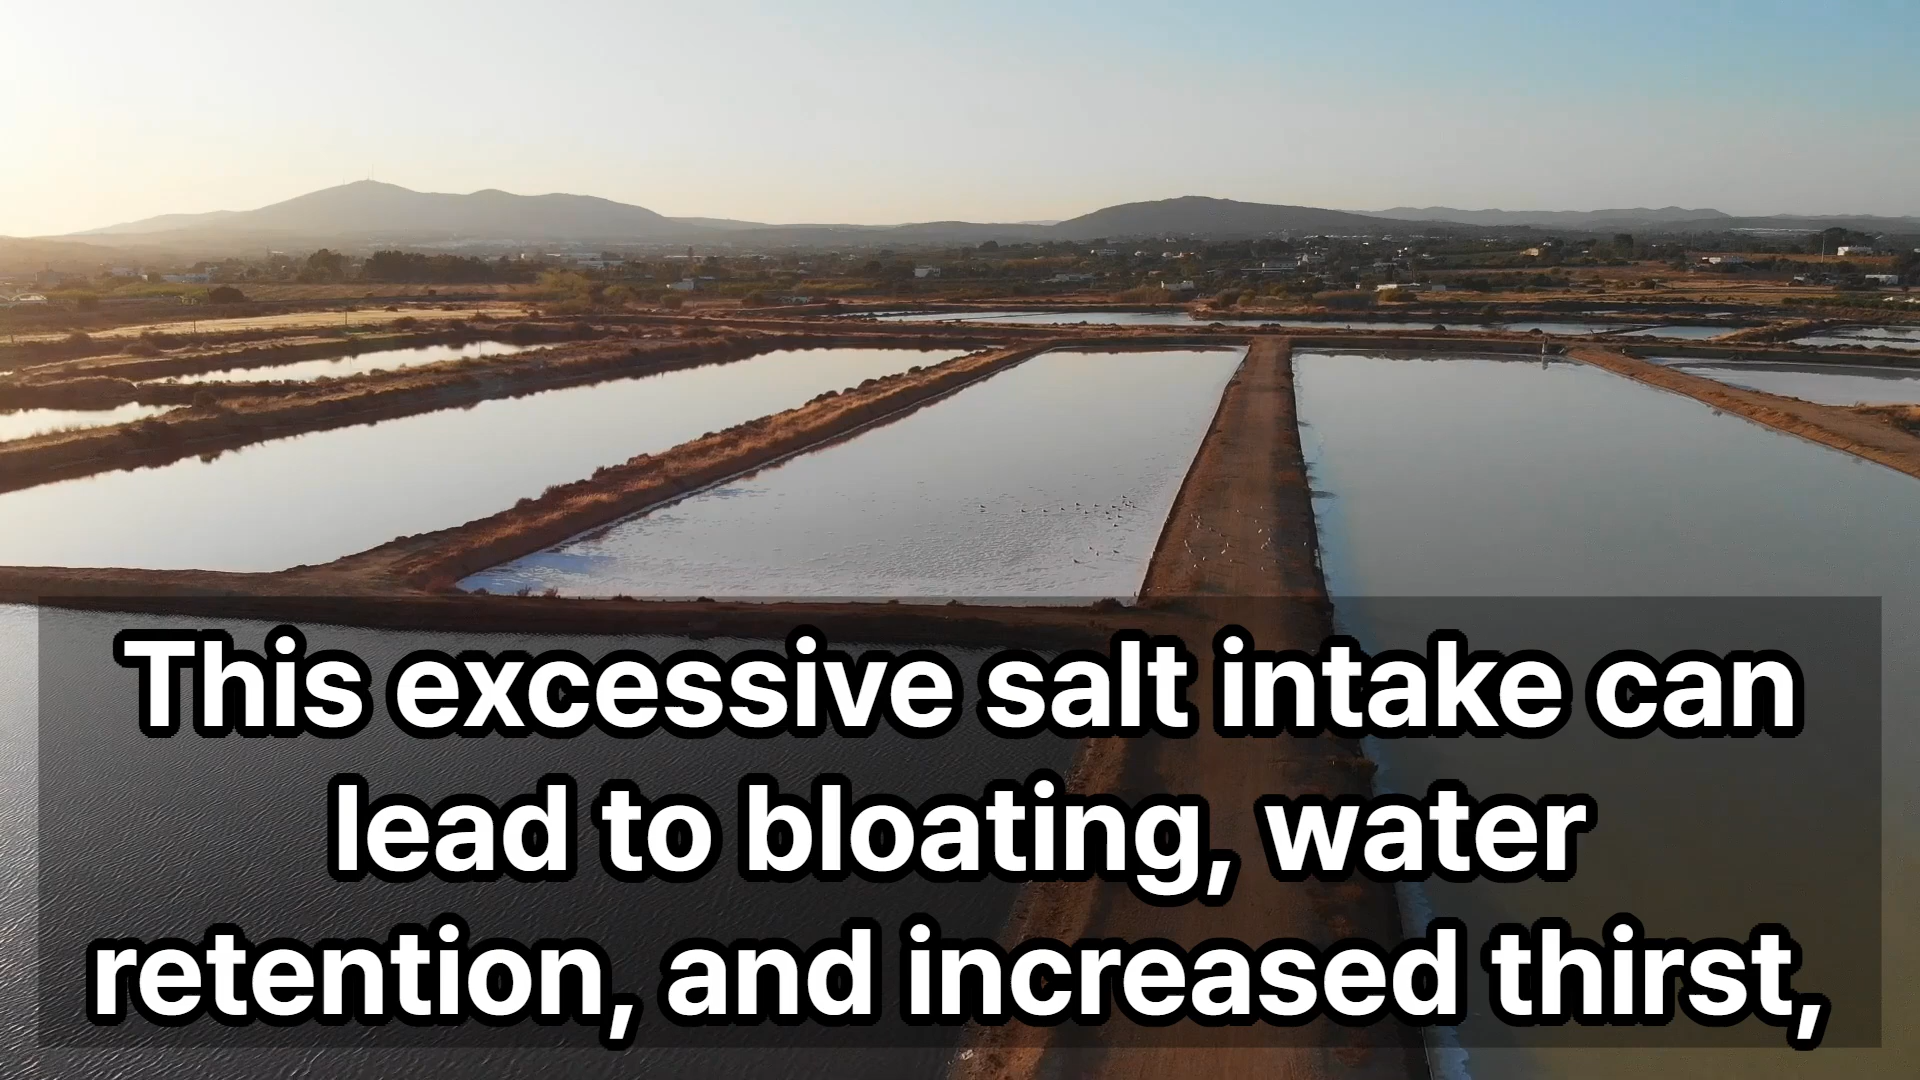 This excessive salt intake can
lead to bloating, water
retention, and increased thirst,